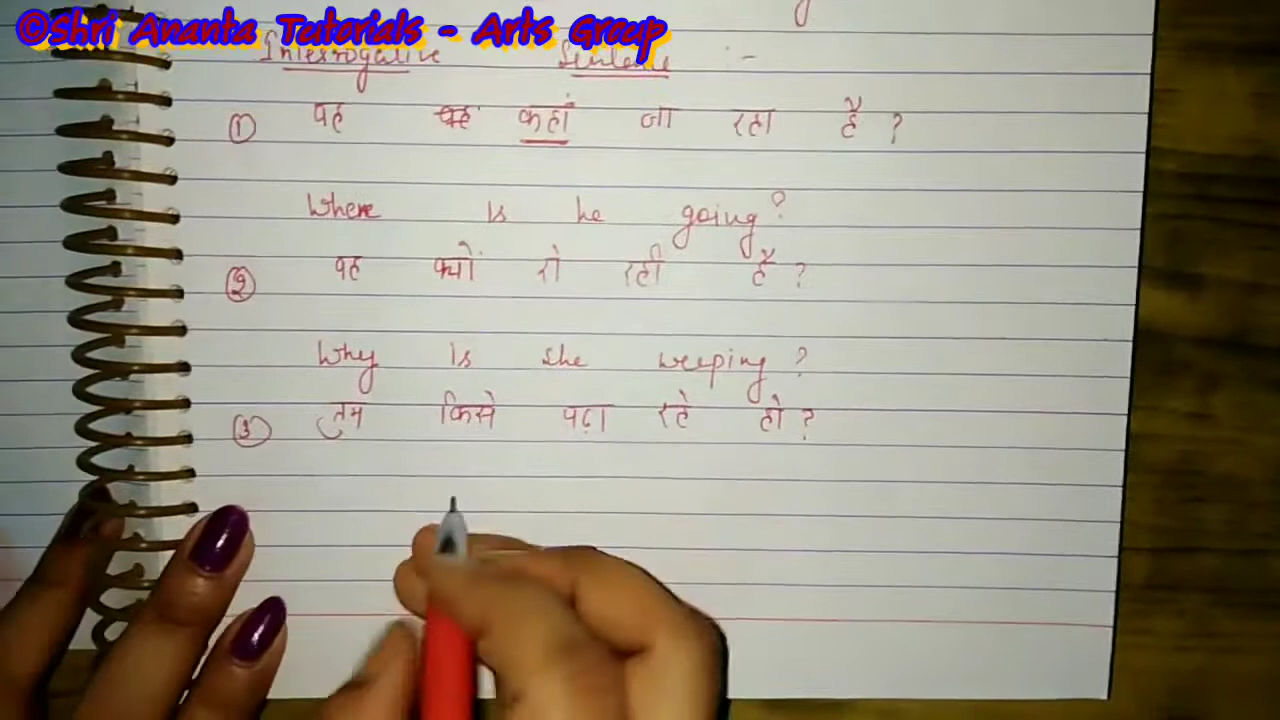 ©Shri Ananta Tutorials - Arts Group
Interrogative Sentence :-
① वह कहां जा रहा है ?
Where is he going ?
② वह क्यों रो रही है ?
Why is she weeping ?
③ तुम किसे पढ़ा रहे हो ?